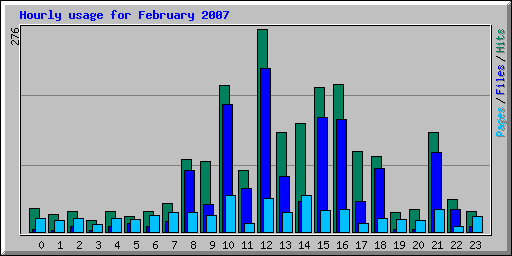 Hourly usage for February 2007
276
Pages / Files / Hits
0 1 2 3 4 5 6 7 8 9 10 11 12 13 14 15 16 17 18 19 20 21 22 23